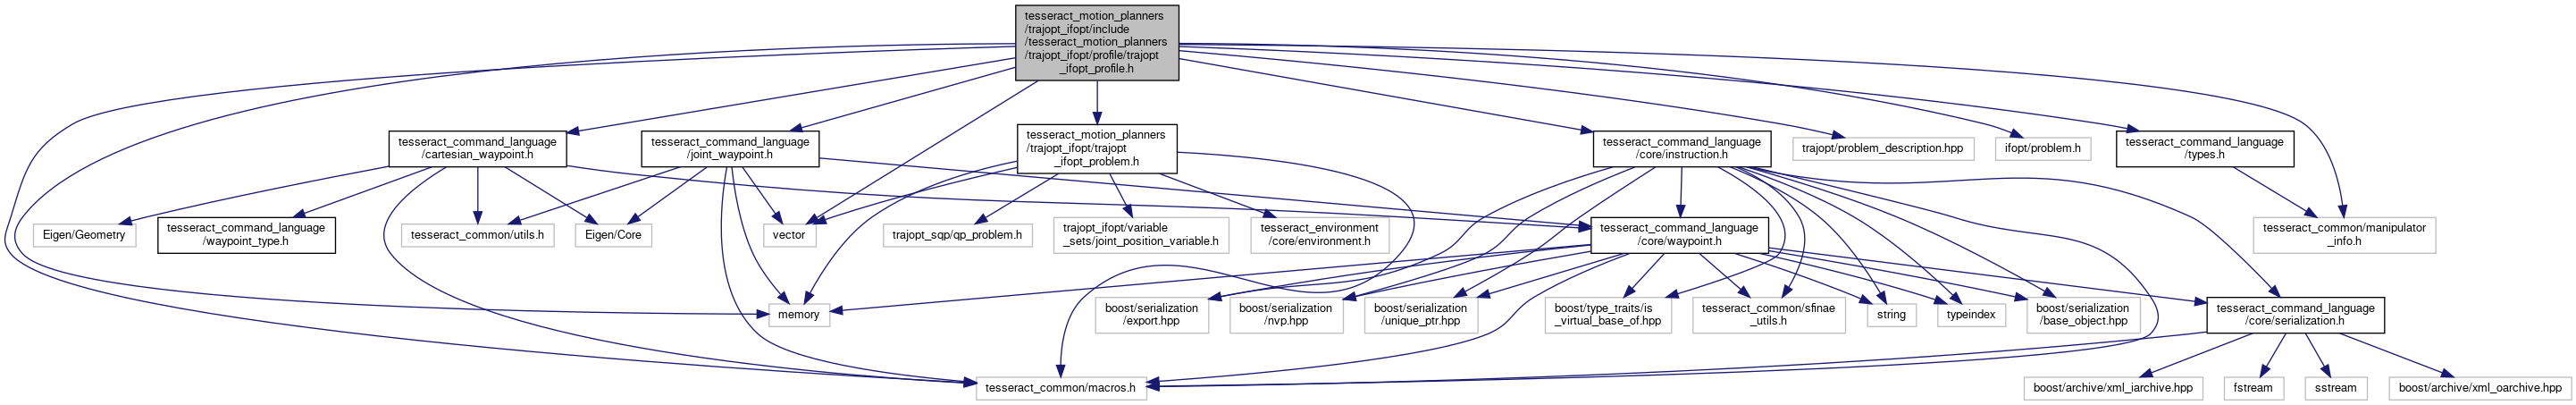 tesseract_motion_planners
/trajopt_ifopt/include
/tesseract_motion_planners
/trajopt_ifopt/profile/trajopt
_ifopt_profile.h
tesseract_command_language
/cartesian_waypoint.h
tesseract_command_language
/joint_waypoint.h
tesseract_motion_planners
/trajopt_ifopt/trajopt
_ifopt_problem.h
tesseract_command_language
/core/instruction.h
trajopt/problem_description.hpp
ifopt/problem.h
tesseract_command_language
/types.h
Eigen/Geometry
tesseract_command_language
/waypoint_type.h
tesseract_common/utils.h
Eigen/Core
vector
trajopt_sqp/qp_problem.h
trajopt_ifopt/variable
_sets/joint_position_variable.h
tesseract_environment
/core/environment.h
tesseract_command_language
/core/waypoint.h
tesseract_common/manipulator
_info.h
memory
boost/serialization
/export.hpp
boost/serialization
/nvp.hpp
boost/serialization
/unique_ptr.hpp
boost/type_traits/is
_virtual_base_of.hpp
tesseract_common/sfinae
_utils.h
string
typeindex
boost/serialization
/base_object.hpp
tesseract_command_language
/core/serialization.h
tesseract_common/macros.h
boost/archive/xml_iarchive.hpp
fstream
sstream
boost/archive/xml_oarchive.hpp